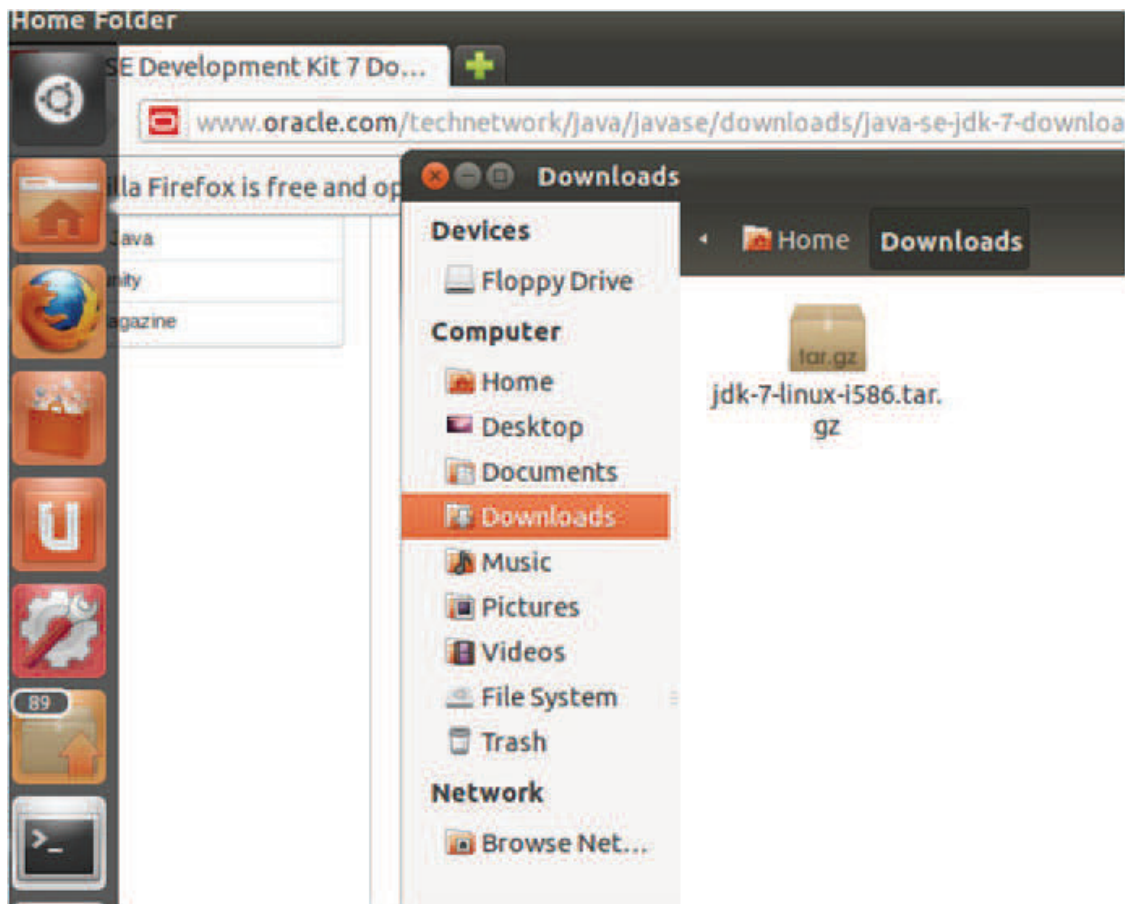 Home Folder
SE Development Kit 7 Do...
www.oracle.com/technetwork/java/javase/downloads/java-se-jdk-7-downloa
illa Firefox is free and op
Java
nity
agazine
Downloads
Devices
Floppy Drive
Computer
Home
Desktop
Documents
Downloads
Music
Pictures
Videos
File System
Trash
Network
Browse Net...
Home Downloads
tar.gz
jdk-7-linux-i586.tar.
gz
U
89
>_